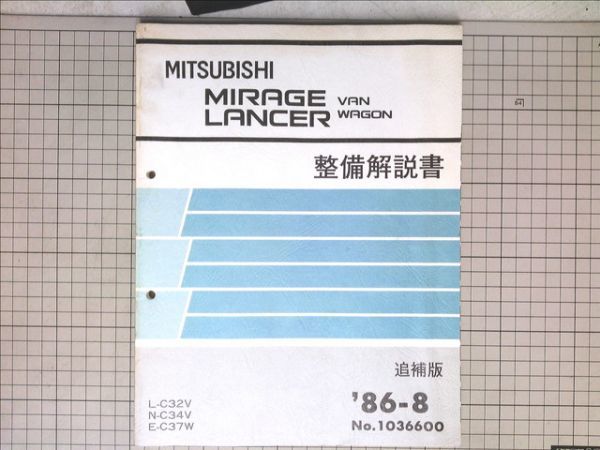 MITSUBISHI
MIRAGE VAN
LANCER WAGON
整備解説書
追補版
L-C32V
N-C34V
E-C37W
'86-8
No.1036600